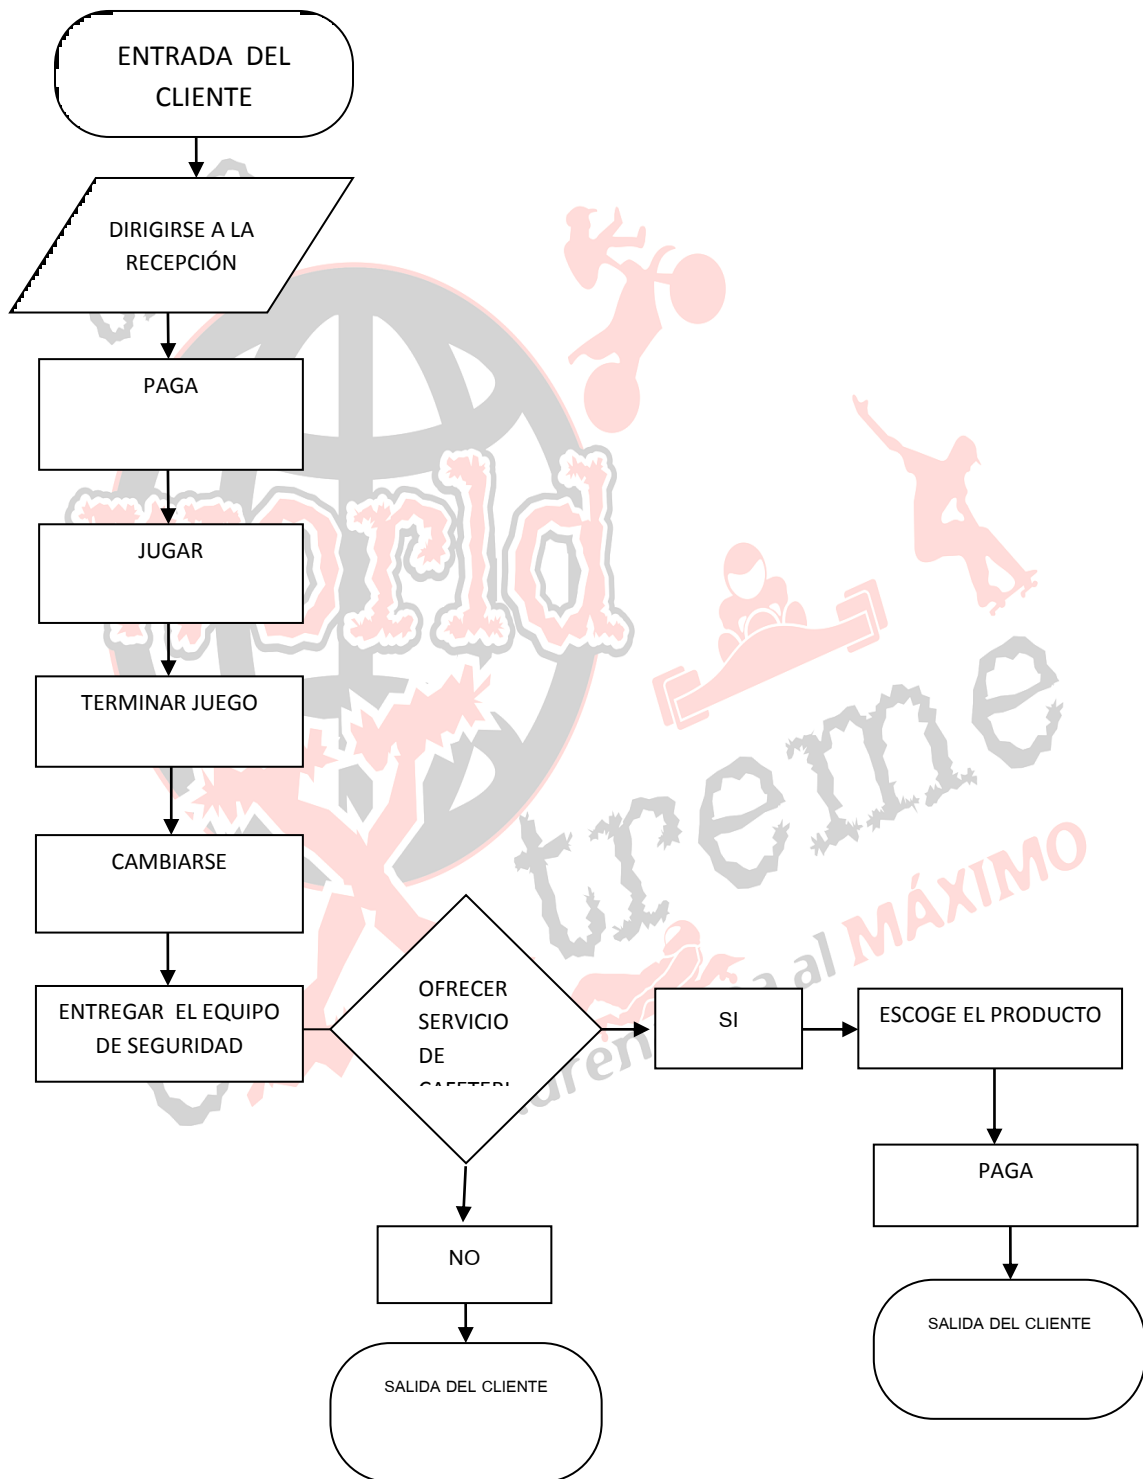 ENTRADA DEL
CLIENTE
DIRIGIRSE A LA
RECEPCIÓN
PAGA
JUGAR
TERMINAR JUEGO
CAMBIARSE
ENTREGAR EL EQUIPO
DE SEGURIDAD
OFRECER
SERVICIO
DE
SI
ESCOGE EL PRODUCTO
PAGA
SALIDA DEL CLIENTE
NO
SALIDA DEL CLIENTE
world
treme
al MÁXIMO